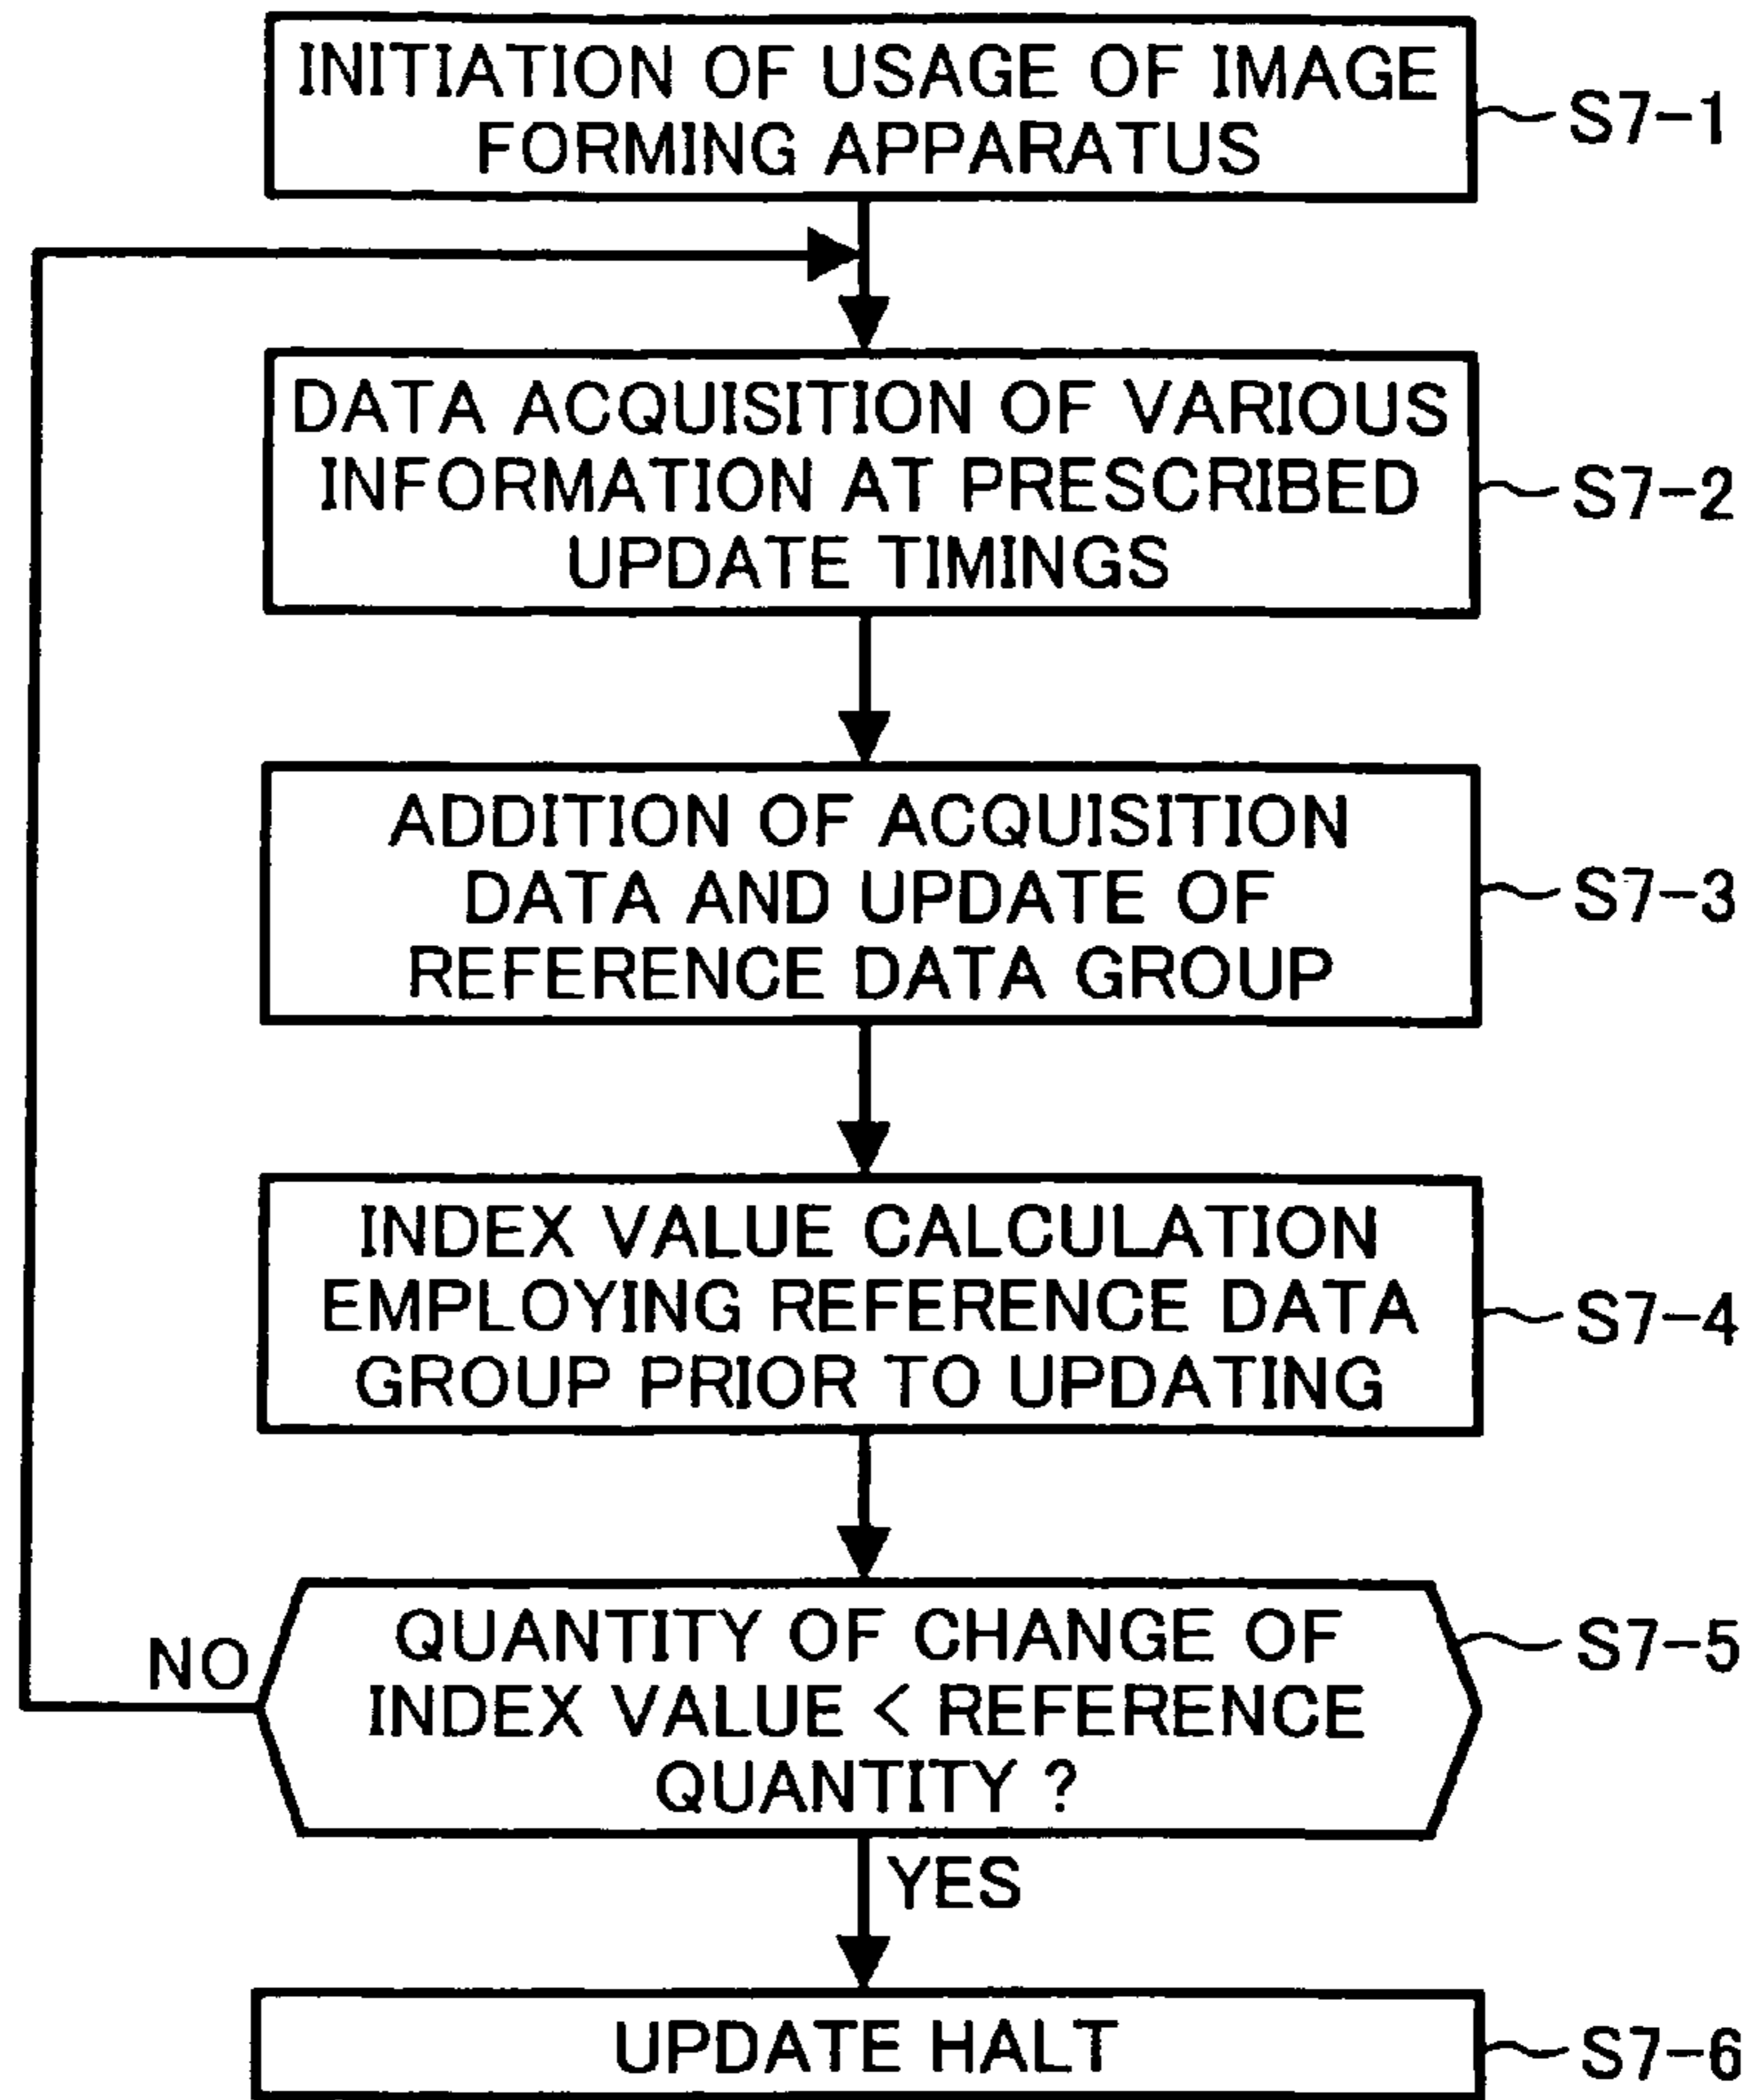 INITIATION OF USAGE OF IMAGE
FORMING APPARATUS
S7-1
DATA ACQUISITION OF VARIOUS
INFORMATION AT PRESCRIBED
UPDATE TIMINGS
S7-2
ADDITION OF ACQUISITION
DATA AND UPDATE OF
REFERENCE DATA GROUP
S7-3
INDEX VALUE CALCULATION
EMPLOYING REFERENCE DATA
GROUP PRIOR TO UPDATING
S7-4
QUANTITY OF CHANGE OF
INDEX VALUE < REFERENCE
QUANTITY ?
S7-5
NO
YES
UPDATE HALT
S7-6